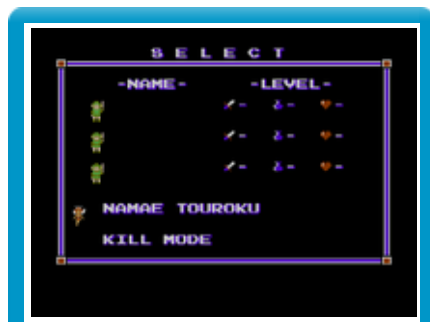 SELECT
-NAME- -LEVEL-
- - -
- - -
- - -
NAMAE TOUROKU
KILL MODE